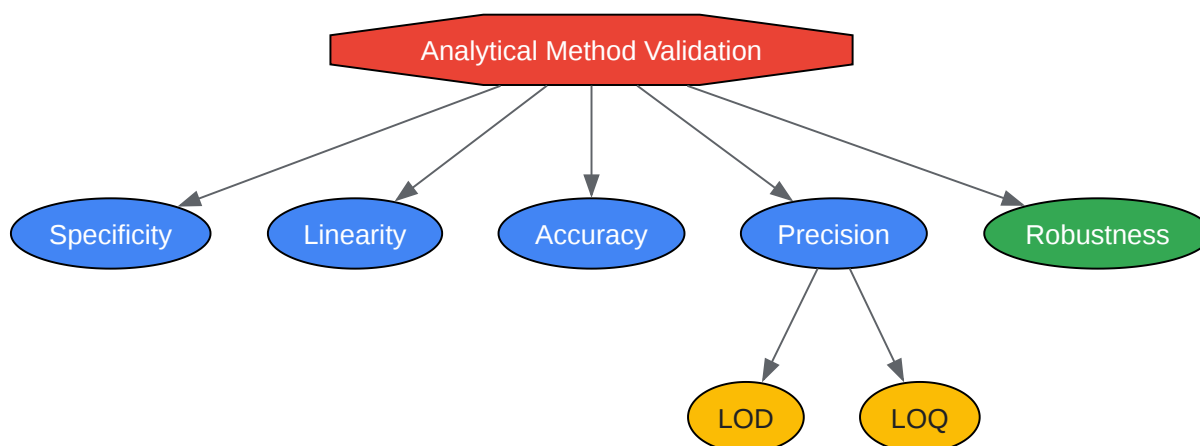 Analytical Method Validation
Specificity
Linearity
Accuracy
Precision
Robustness
LOD
LOQ